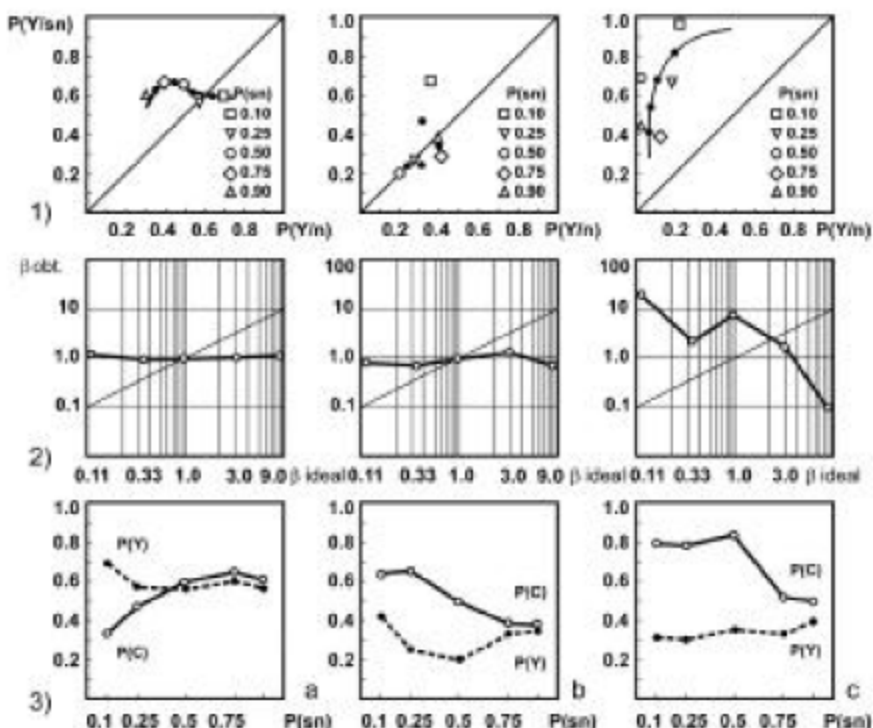 P(Y/sn)
1.0 1.0 1.0
0.8 0.8 0.8
0.6 0.6 0.6
0.4 0.4 0.4
0.2 0.2 0.2
P(sn) P(sn) P(sn)
□ 0.10 □ 0.10 □ 0.10
▽ 0.25 ▽ 0.25 ▽ 0.25
○ 0.50 ○ 0.50 ○ 0.50
◇ 0.75 ◇ 0.75 ◇ 0.75
△ 0.90 △ 0.90 △ 0.90
1)
0.2 0.4 0.6 P(Y/n) 0.2 0.4 0.6 0.8 P(Y/n) 0.2 0.4 0.6 0.8 P(Y/n)
β obt. 100 100
10 10 10
1.0 1.0 1.0
0.1 0.1 0.1
2)
0.11 0.33 1.0 3.0 9.0 β ideal 0.11 0.33 1.0 3.0 9.0 β ideal 0.11 0.33 1.0 3.0 β ideal
1.0 1.0 1.0
0.8 0.8 0.8
0.6 0.6 0.6
0.4 0.4 0.4
0.2 0.2 0.2
P(Y)
P(C)
P(C)
P(Y)
P(C)
P(Y)
3) a b c
0.1 0.25 0.5 0.75 P(sn) 0.1 0.25 0.5 0.75 P(sn) 0.1 0.25 0.5 0.75 P(sn)